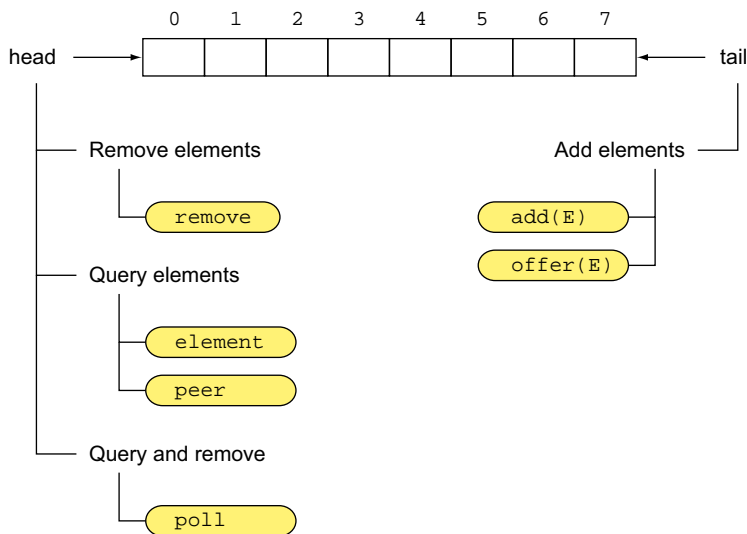 0 1 2 3 4 5 6 7
head tail
Remove elements Add elements
remove add(E)
offer(E)
Query elements
element
peer
Query and remove
poll